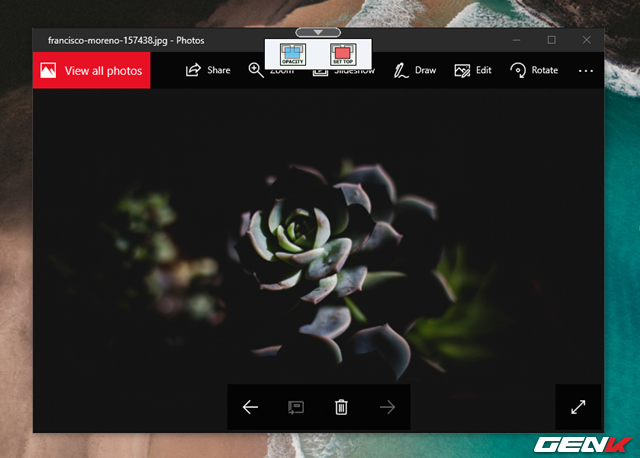 francisco-moreno-157438.jpg - Photos
OPACITY
SET TOP
View all photos
Share
Zoom
Slideshow
Draw
Edit
Rotate
GENK